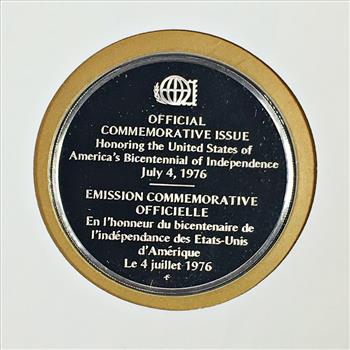 OFFICIAL
COMMEMORATIVE ISSUE
Honoring the United States of
America's Bicentennial of Independence
July 4, 1976
EMISSION COMMEMORATIVE
OFFICIELLE
En l'honneur du bicentenaire de
l'indépendance des Etats-Unis
d'Amérique
Le 4 juillet 1976